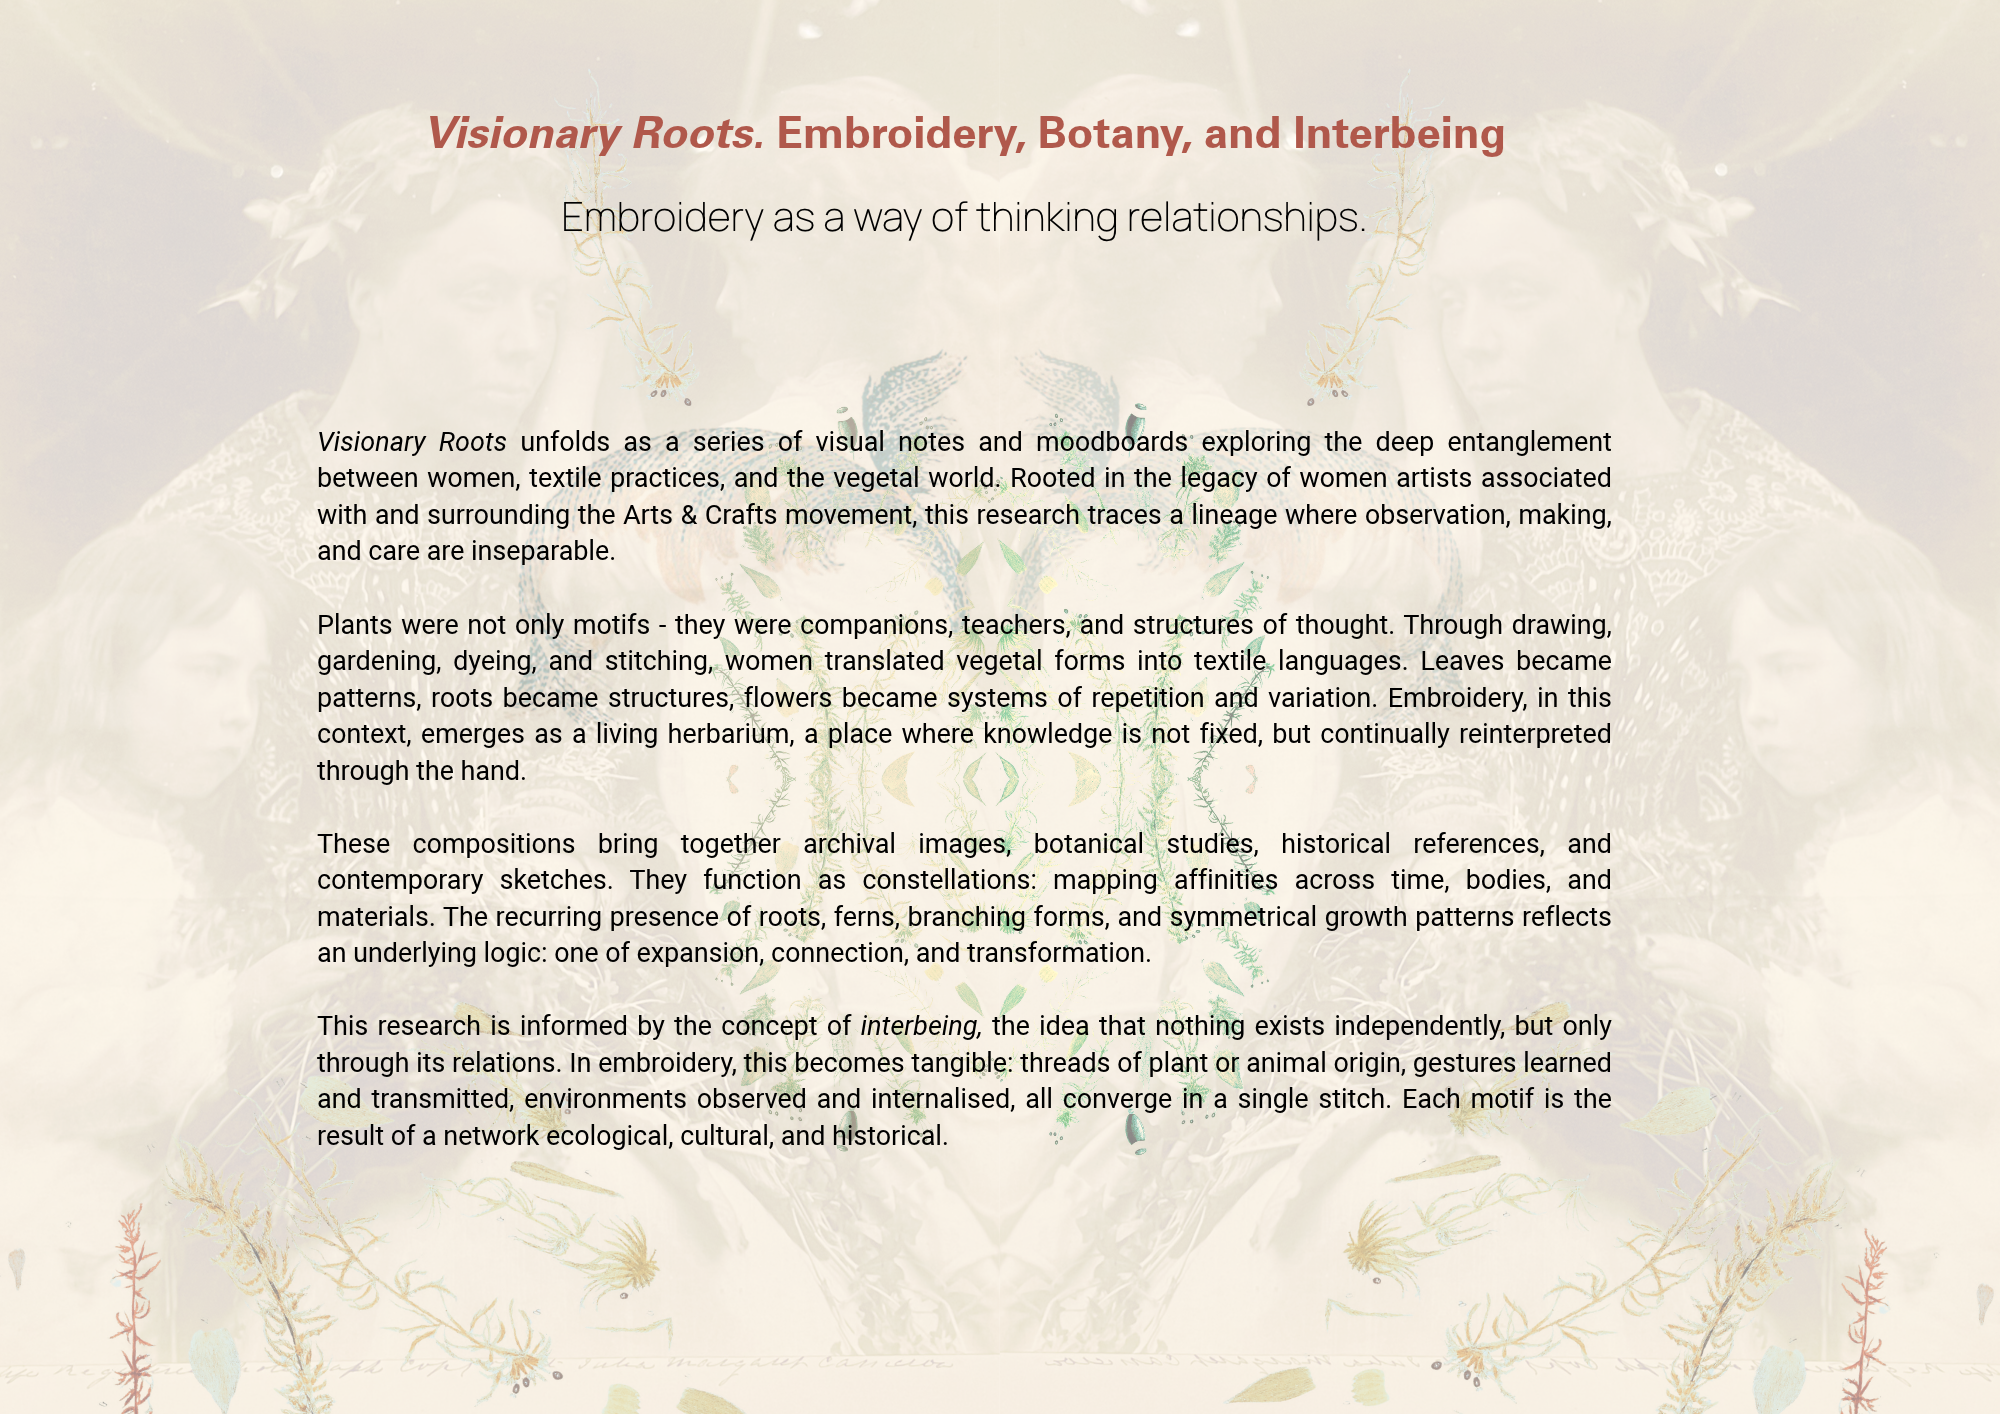 Visionary Roots. Embroidery, Botany, and Interbeing
Embroidery as a way of thinking relationships.
Visionary Roots unfolds as a series of visual notes and moodboards exploring the deep entanglement
between women, textile practices, and the vegetal world. Rooted in the legacy of women artists associated
with and surrounding the Arts & Crafts movement, this research traces a lineage where observation, making,
and care are inseparable.
Plants were not only motifs - they were companions, teachers, and structures of thought. Through drawing,
gardening, dyeing, and stitching, women translated vegetal forms into textile languages. Leaves became
patterns, roots became structures, flowers became systems of repetition and variation. Embroidery, in this
context, emerges as a living herbarium, a place where knowledge is not fixed, but continually reinterpreted
through the hand.
These compositions bring together archival images, botanical studies, historical references, and
contemporary sketches. They function as constellations: mapping affinities across time, bodies, and
materials. The recurring presence of roots, ferns, branching forms, and symmetrical growth patterns reflects
an underlying logic: one of expansion, connection, and transformation.
This research is informed by the concept of interbeing, the idea that nothing exists independently, but only
through its relations. In embroidery, this becomes tangible: threads of plant or animal origin, gestures learned
and transmitted, environments observed and internalised, all converge in a single stitch. Each motif is the
result of a network ecological, cultural, and historical.
Julia Margaret Cameron